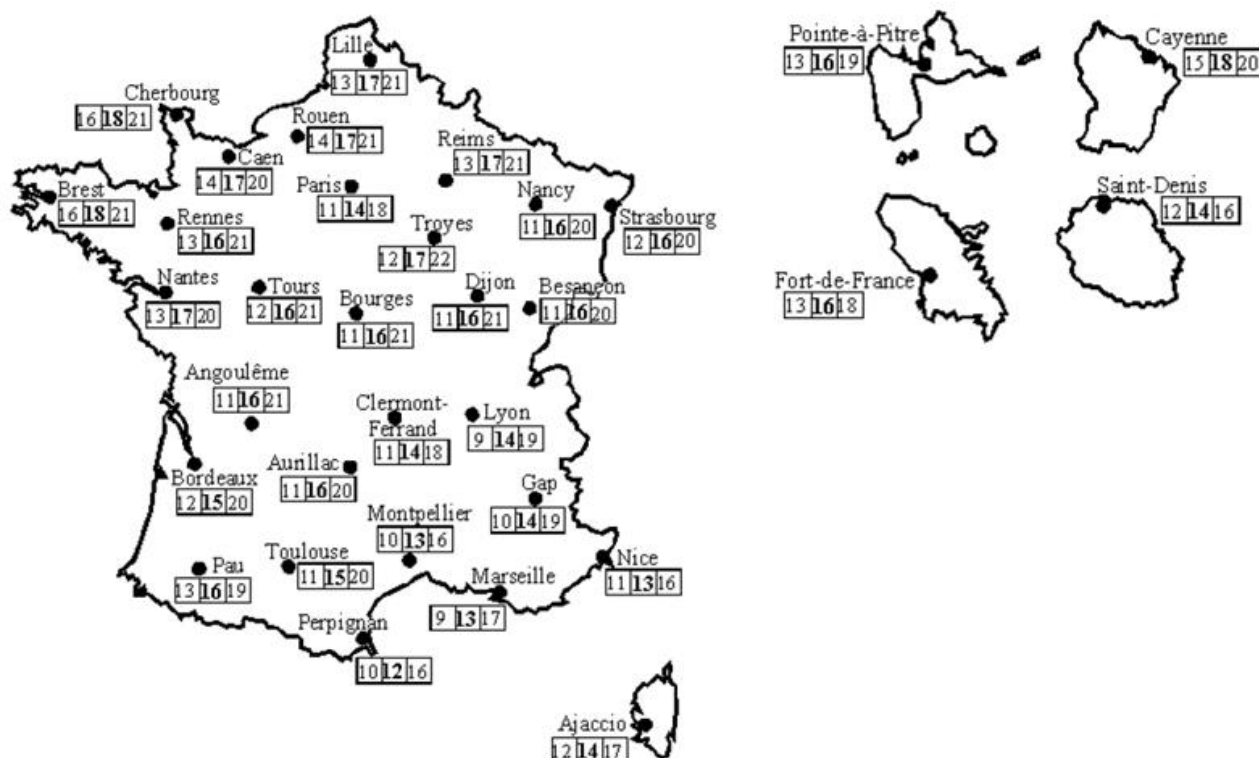 Lille
13 17 21
Cherbourg
16 18 21
Rouen
14 17 21
Caen
14 17 20
Reims
13 17 21
Paris
11 14 18
Brest
16 18 21
Rennes
13 16 21
Nancy
11 16 20
Strasbourg
12 16 20
Troyes
12 17 22
Nantes
13 17 20
Tours
12 16 21
Bourges
11 16 21
Dijon
11 16 21
Besançon
11 16 20
Angoulême
11 16 21
Clermont-
Ferrand
11 14 18
Lyon
9 14 19
Bordeaux
12 15 20
Aurillac
11 16 20
Gap
10 14 19
Montpellier
10 13 16
Pau
13 16 19
Toulouse
11 15 20
Marseille
9 13 17
Nice
11 13 16
Perpignan
10 12 16
Ajaccio
12 14 17
Pointe-à-Pitre
13 16 19
Cayenne
15 18 20
Saint-Denis
12 14 16
Fort-de-France
13 16 18